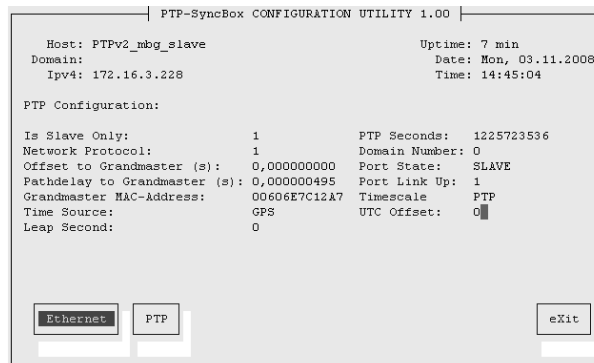 PTP-SyncBox CONFIGURATION UTILITY 1.00
Host: PTPv2_mbg_slave Uptime: 7 min
Domain: Date: Mon, 03.11.2008
Ipv4: 172.16.3.228 Time: 14:45:04
PTP Configuration:
Is Slave Only: 1 PTP Seconds: 1225723536
Network Protocol: 1 Domain Number: 0
Offset to Grandmaster (s): 0,000000000 Port State: SLAVE
Pathdelay to Grandmaster (s): 0,000000495 Port Link Up: 1
Grandmaster MAC-Address: 00606E7C12A7 Timescale PTP
Time Source: GPS UTC Offset: 0
Leap Second: 0
Ethernet PTP eXit